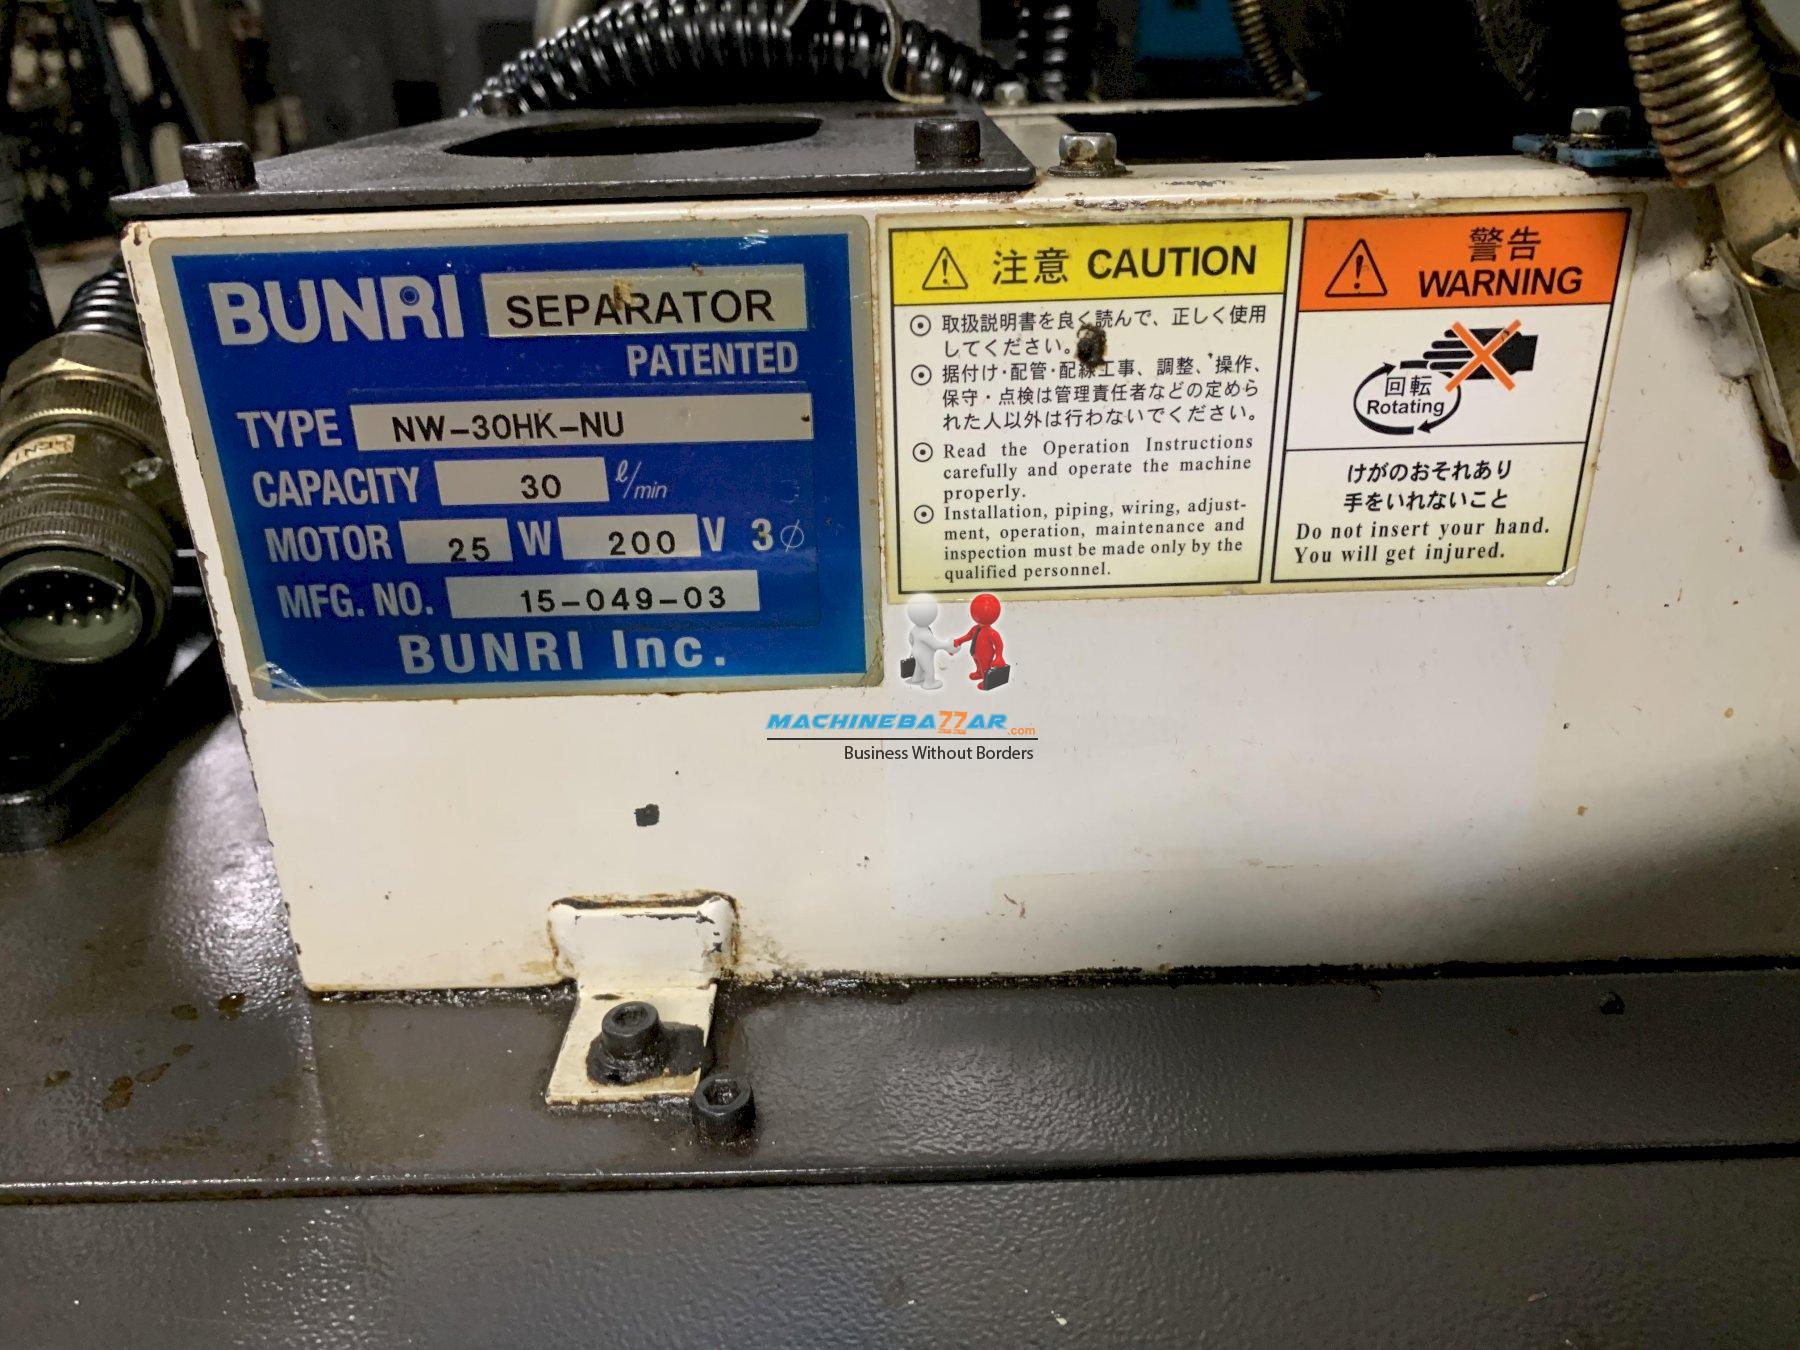 BUNRI SEPARATOR
PATENTED
TYPE NW-30HK-NU
CAPACITY 30 ℓ/min
MOTOR 25 W 200 V 3ϕ
MFG. NO. 15-049-03
BUNRI Inc.
注意 CAUTION
取扱説明書を良く読んで、正しく使用
してください。
据付け・配管・配線工事、調整、操作、
保守・点検は管理責任者などの定めら
れた人以外は行わないでください。
Read the Operation Instructions
carefully and operate the machine
properly.
Installation, piping, wiring, adjust-
ment, operation, maintenance and
inspection must be made only by the
qualified personnel.
警告
WARNING
回転
Rotating
けがのおそれあり
手をいれないこと
Do not insert your hand.
You will get injured.
MACHINEBAZZAR.com
Business Without Borders